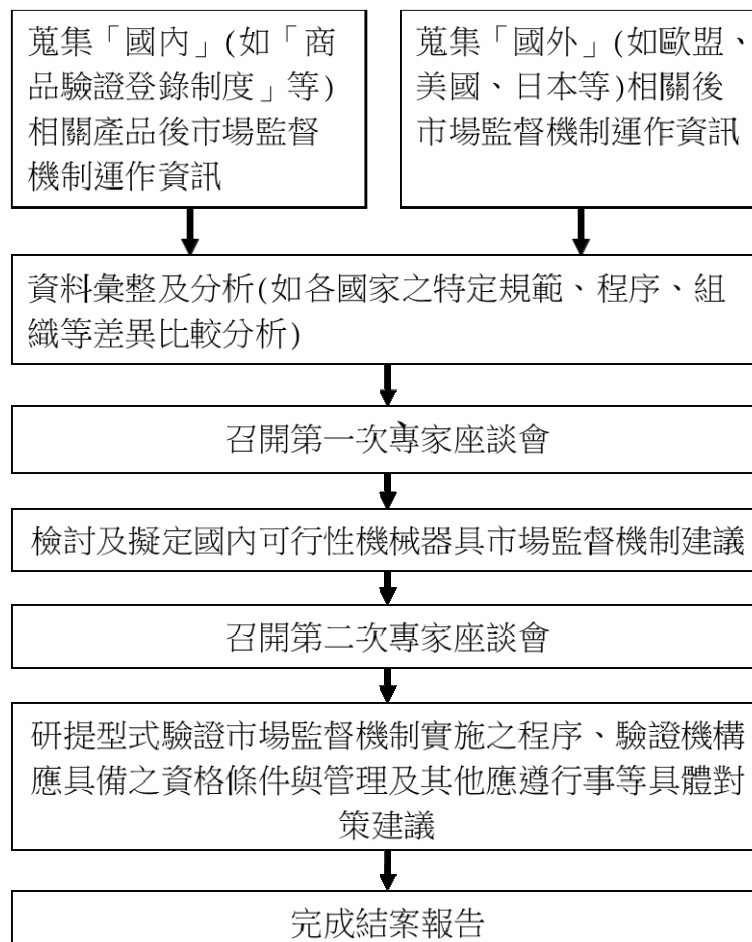 蒐集「國內」(如「商
品驗證登錄制度」等)
相關產品後市場監督
機制運作資訊
蒐集「國外」(如歐盟、
美國、日本等)相關後
市場監督機制運作資訊
資料彙整及分析(如各國家之特定規範、程序、組
織等差異比較分析)
召開第一次專家座談會
檢討及擬定國內可行性機械器具市場監督機制建議
召開第二次專家座談會
研提型式驗證市場監督機制實施之程序、驗證機構
應具備之資格條件與管理及其他應遵行事等具體對
策建議
完成結案報告